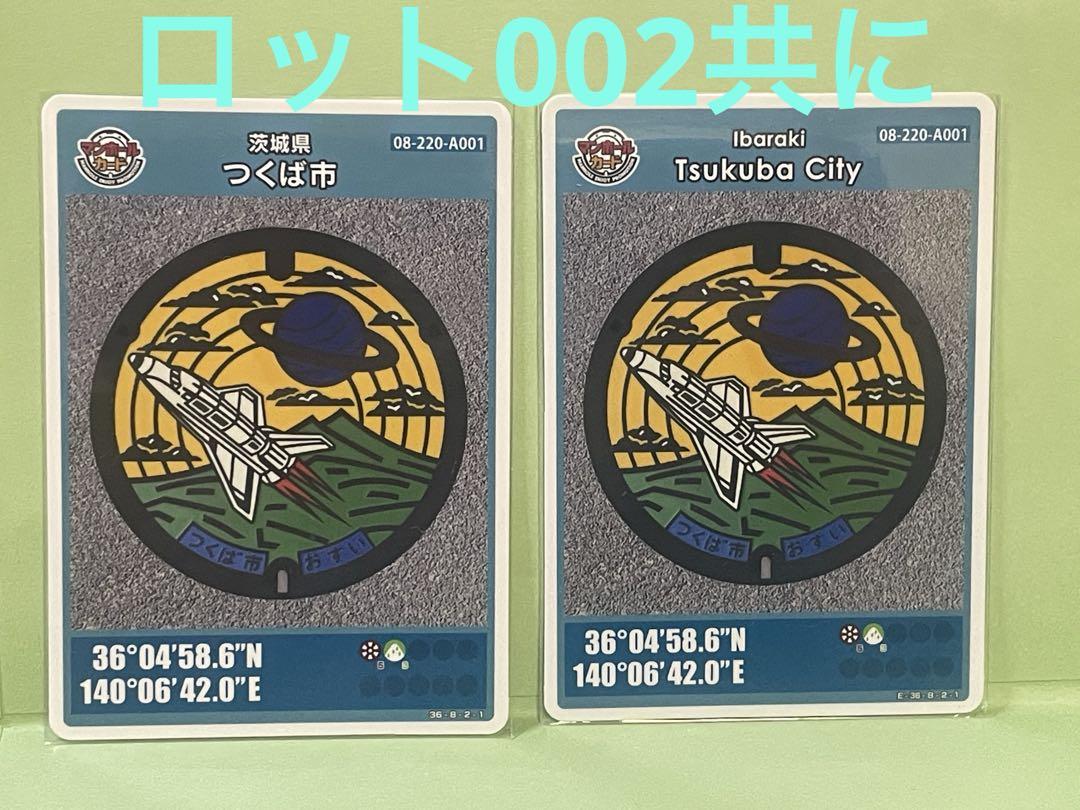 ロット002共に
マンホール
カード
茨城県
つくば市
08-220-A001
つくば市
おすい
36°04'58.6"N
140°06'42.0"E
5
3
36-8-2-1
マンホール
カード
Ibaraki
Tsukuba City
08-220-A001
つくば市
おすい
36°04'58.6"N
140°06'42.0"E
5
3
E-36-8-2-1